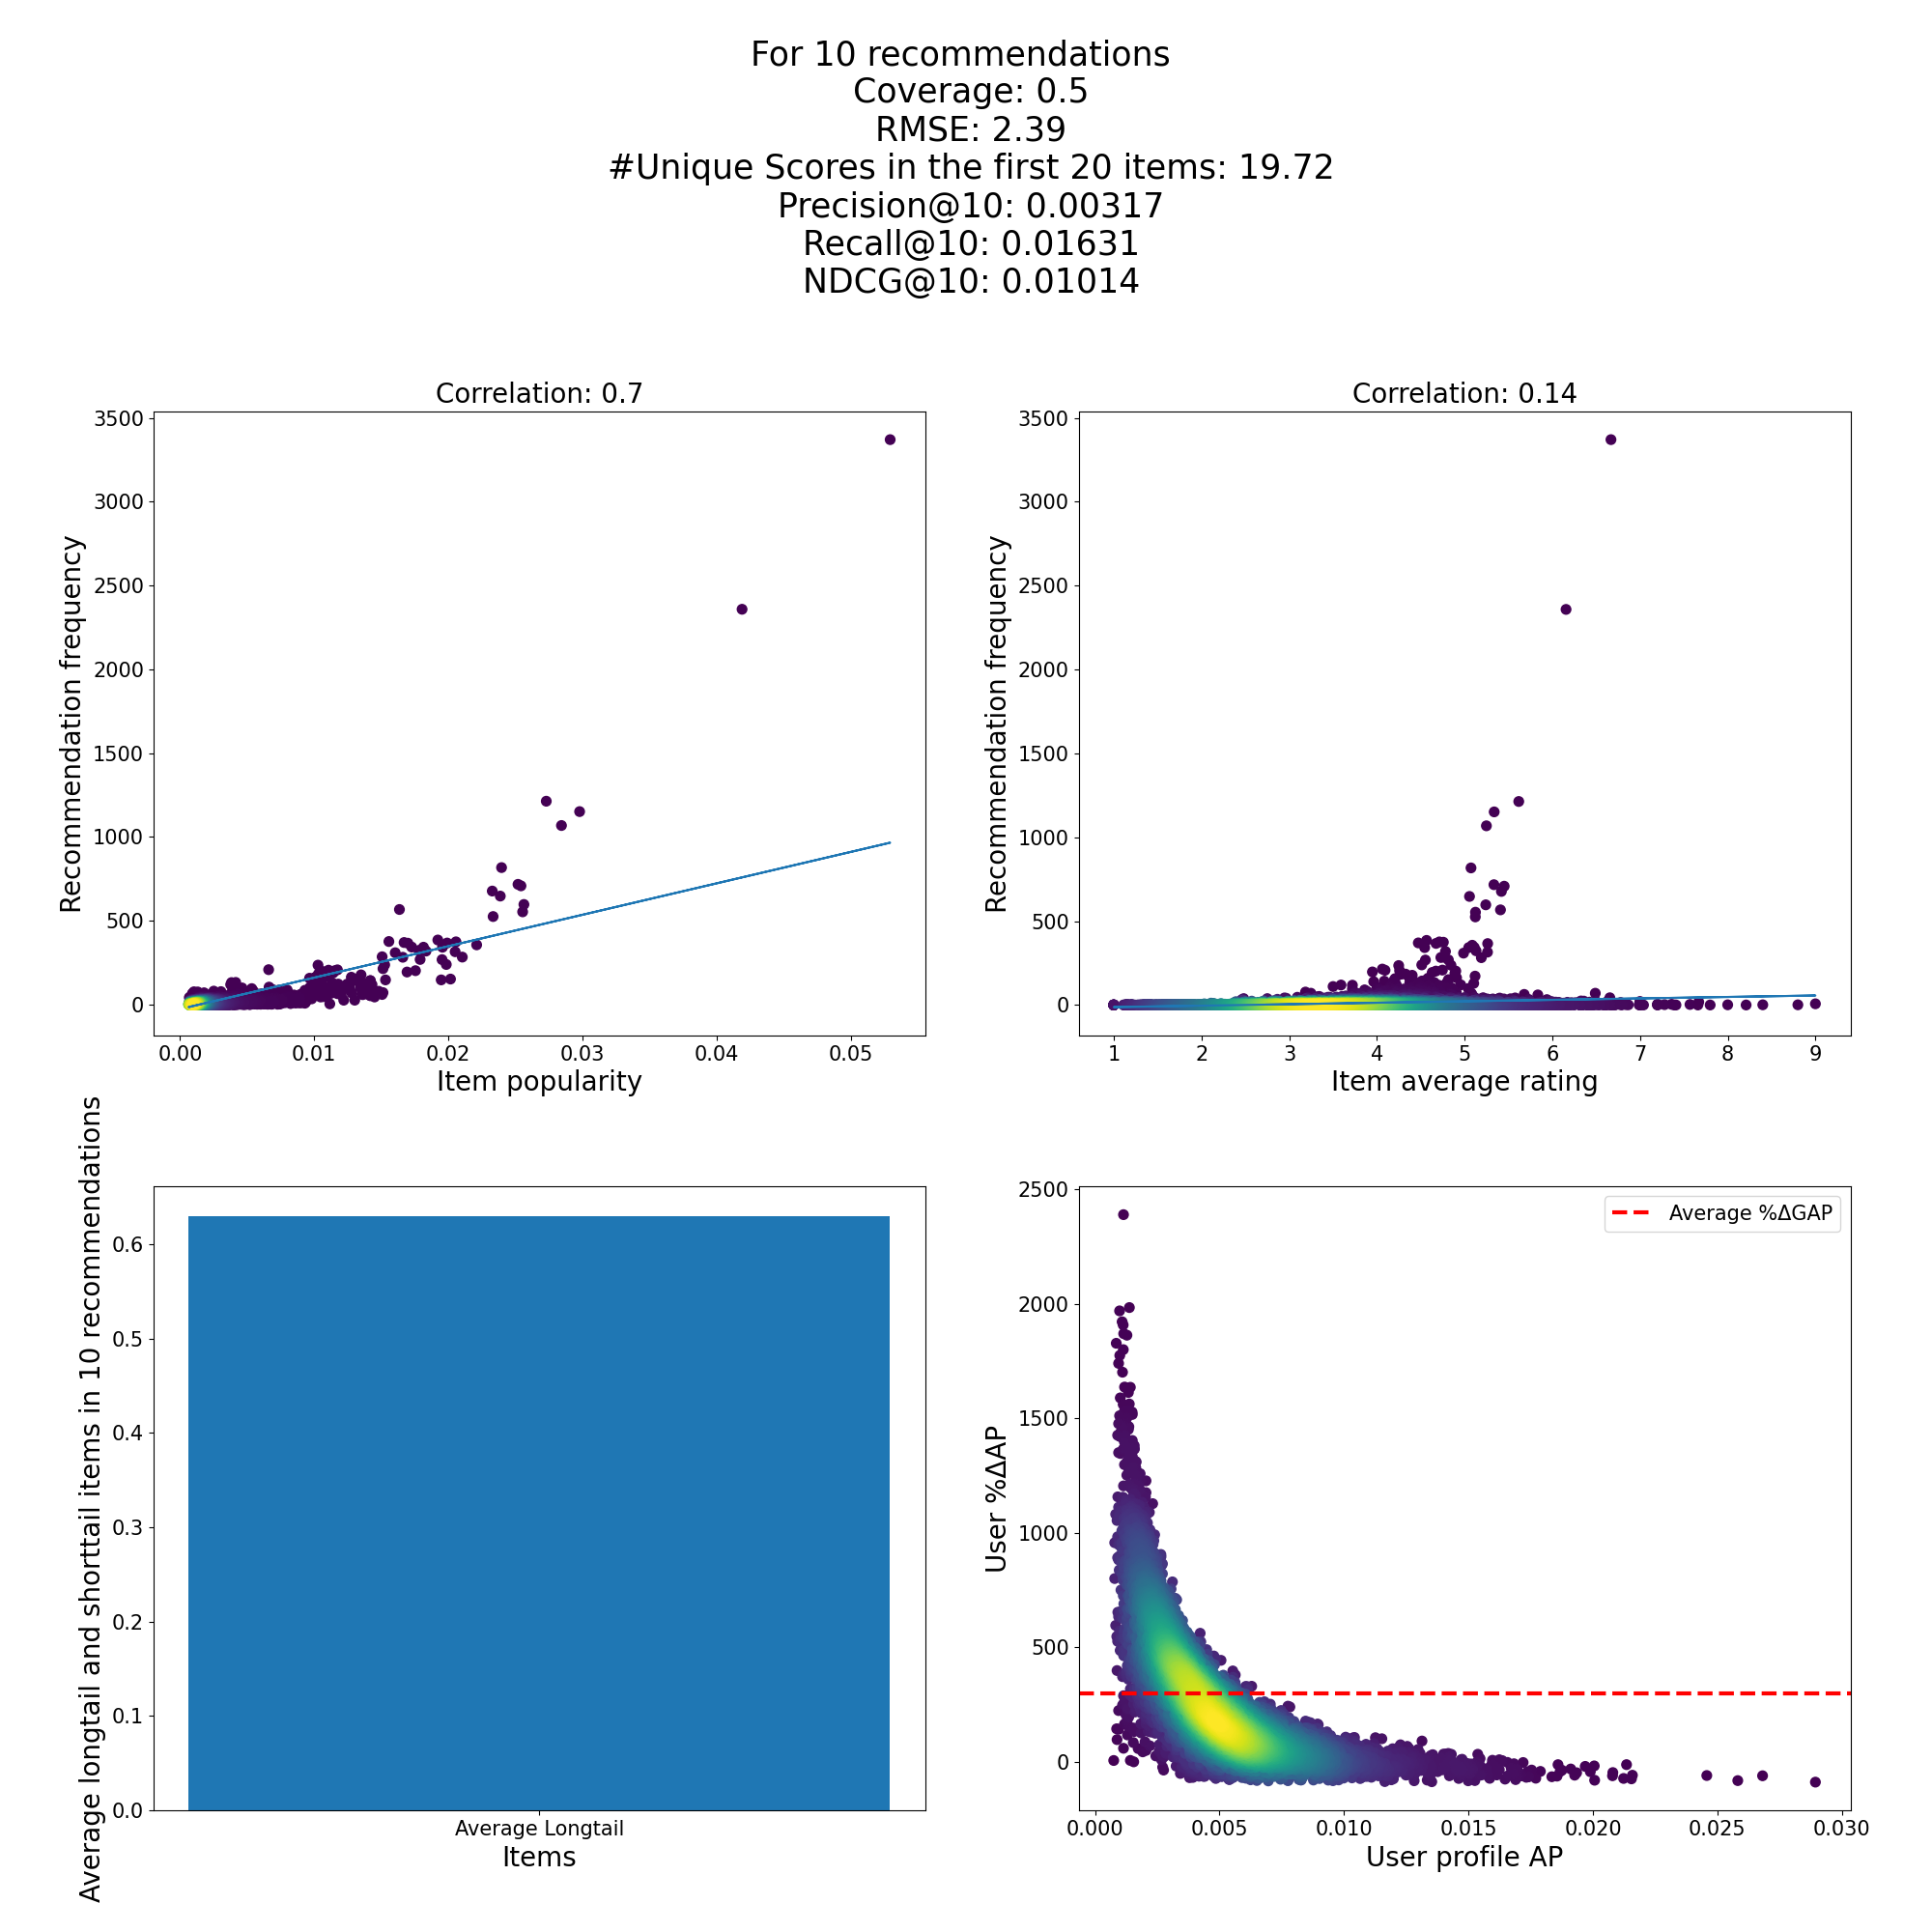 For 10 recommendations
Coverage: 0.5
RMSE: 2.39
#Unique Scores in the first 20 items: 19.72
Precision@10: 0.00317
Recall@10: 0.01631
NDCG@10: 0.01014
Correlation: 0.7
Recommendation frequency
3500
3000
2500
2000
1500
1000
500
0
0.00 0.01 0.02 0.03 0.04 0.05
Item popularity
Correlation: 0.14
Recommendation frequency
3500
3000
2500
2000
1500
1000
500
0
1 2 3 4 5 6 7 8 9
Item average rating
Average longtail and shorttail items in 10 recommendations
0.6
0.5
0.4
0.3
0.2
0.1
0.0
Average Longtail
Items
Average %ΔGAP
User %ΔAP
2500
2000
1500
1000
500
0
0.000 0.005 0.010 0.015 0.020 0.025 0.030
User profile AP